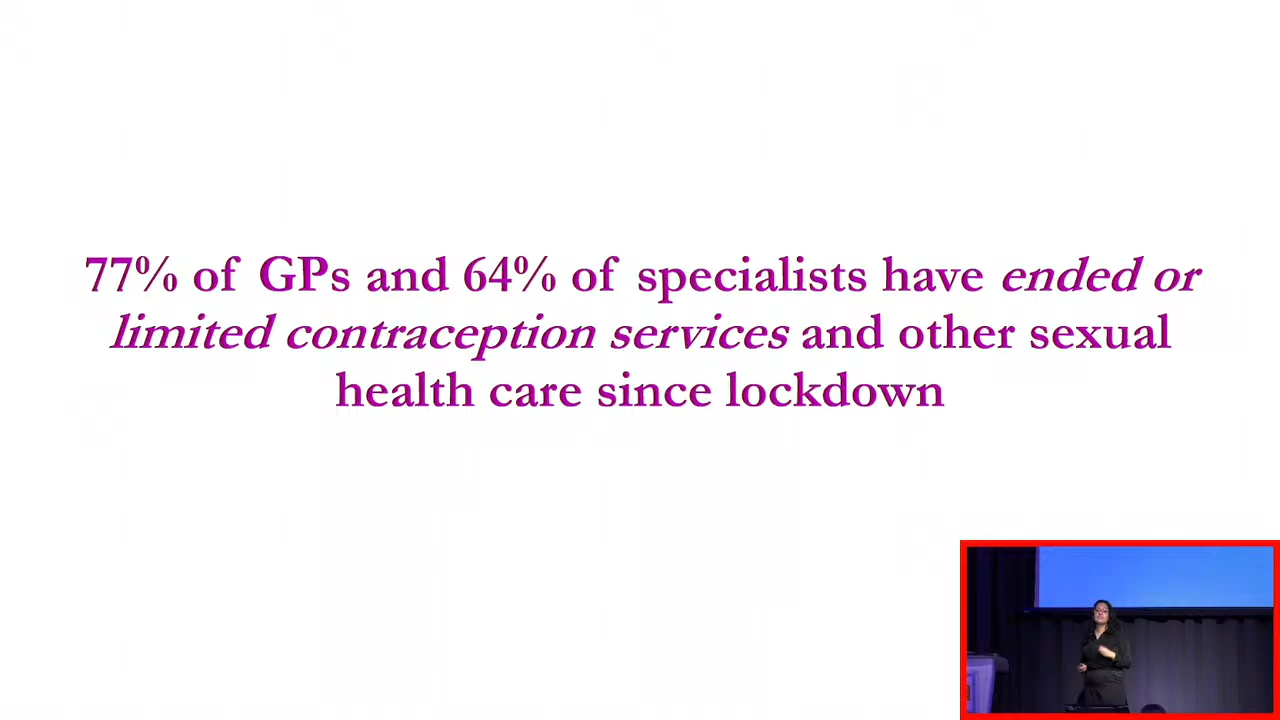 77% of GPs and 64% of specialists have ended or
limited contraception services and other sexual
health care since lockdown